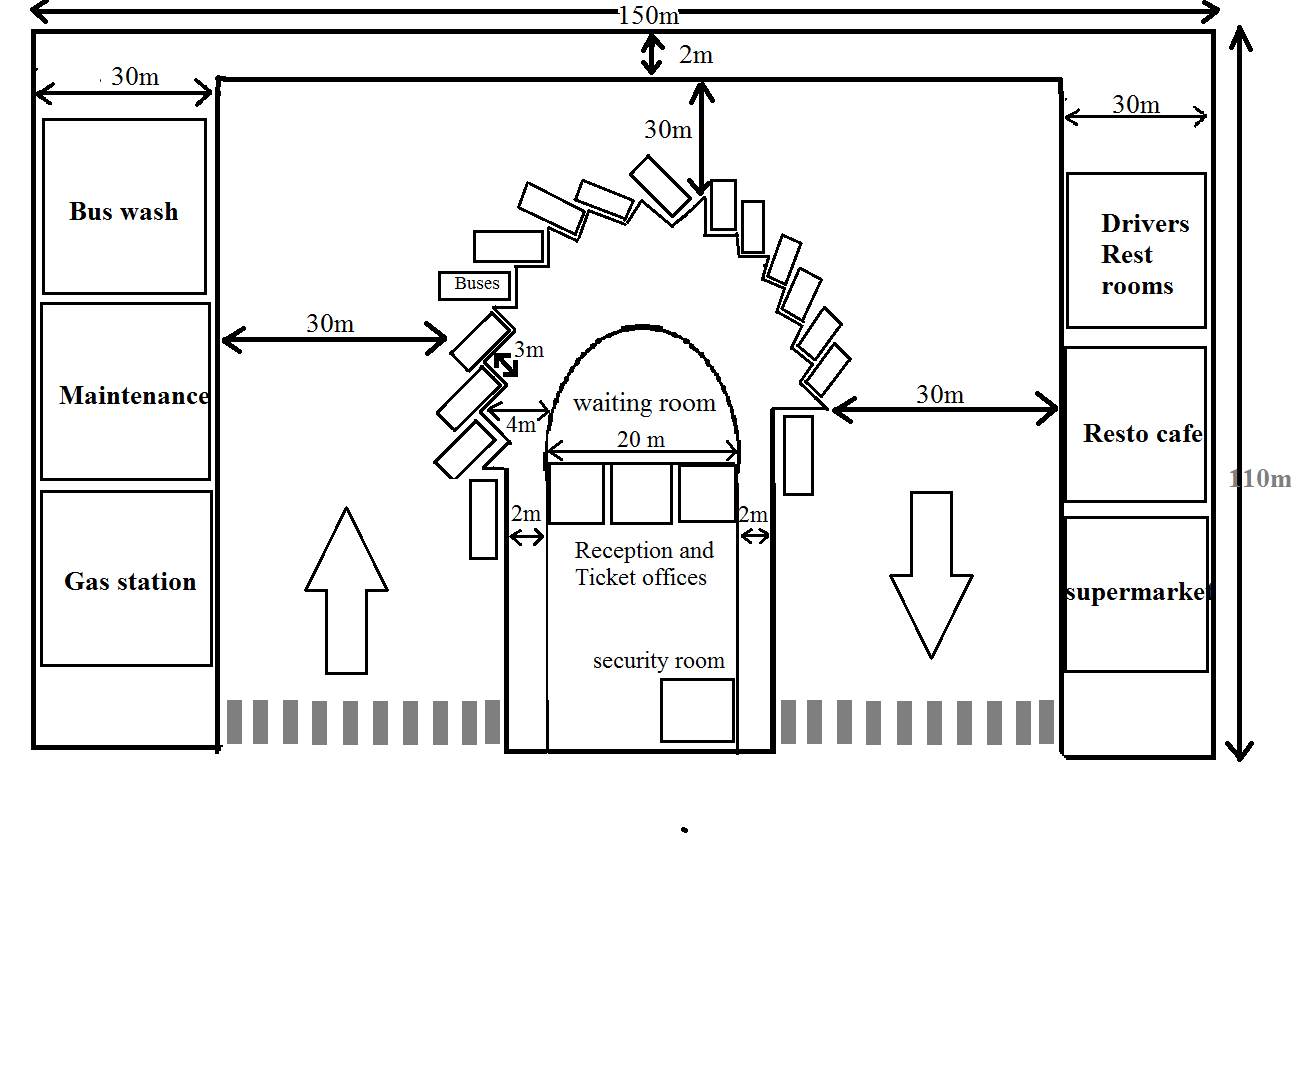 150m
2m
30m
30m
30m
Bus wash
Drivers
Rest
rooms
Buses
30m
3m
Maintenance
waiting room
30m
4m
20 m
Resto cafe
110m
2m
2m
Reception and
Ticket offices
Gas station
supermarket
security room